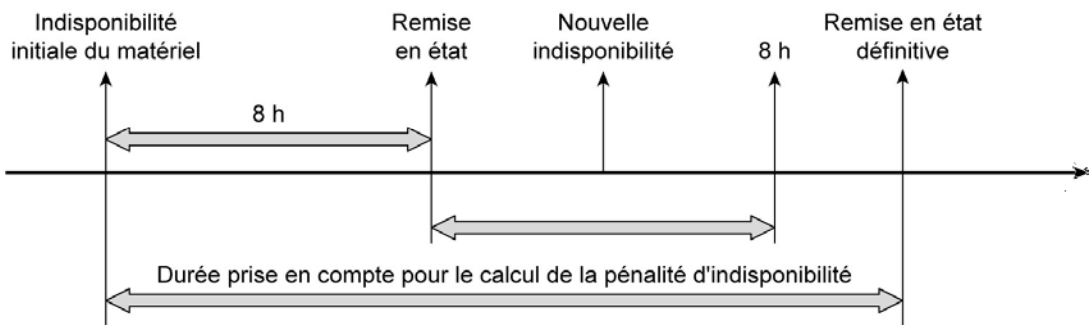 Indisponibilité
initiale du matériel
Remise
en état
Nouvelle
indisponibilité
8 h
Remise en état
définitive
8 h
Durée prise en compte pour le calcul de la pénalité d'indisponibilité